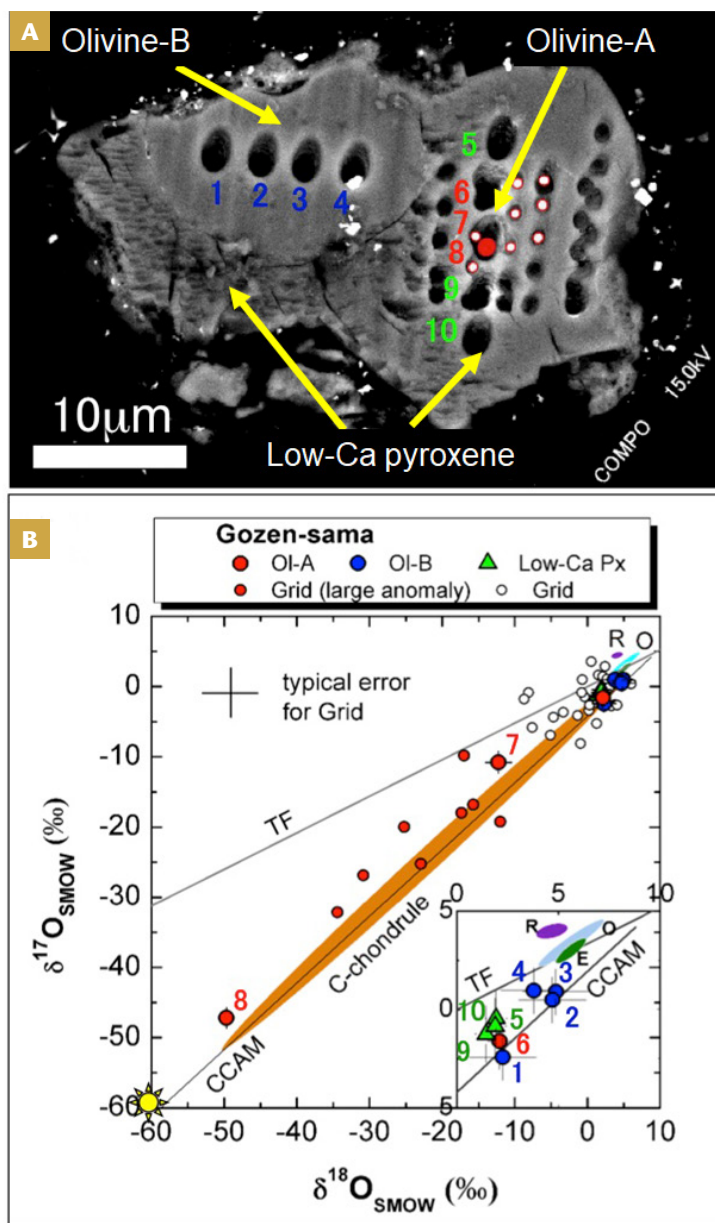 A
Olivine-B
Olivine-A
1 2 3 4
5
6
7
8
9
10
10μm
Low-Ca pyroxene
COMPO 15.0kV
B
Gozen-sama
Ol-A Ol-B Low-Ca Px
Grid (large anomaly) Grid
typical error
for Grid
R O
TF
7
8
C-chondrule
CCAM
10
0
-10
-20
-30
-40
-50
-60
δ¹⁷O_SMOW (‰)
0 5 10
5
0
5
R
O
E
TF
CCAM
4 3
2
10 5
9 6
1
-60 -50 -40 -30 -20 -10 0 10
δ¹⁸O_SMOW (‰)